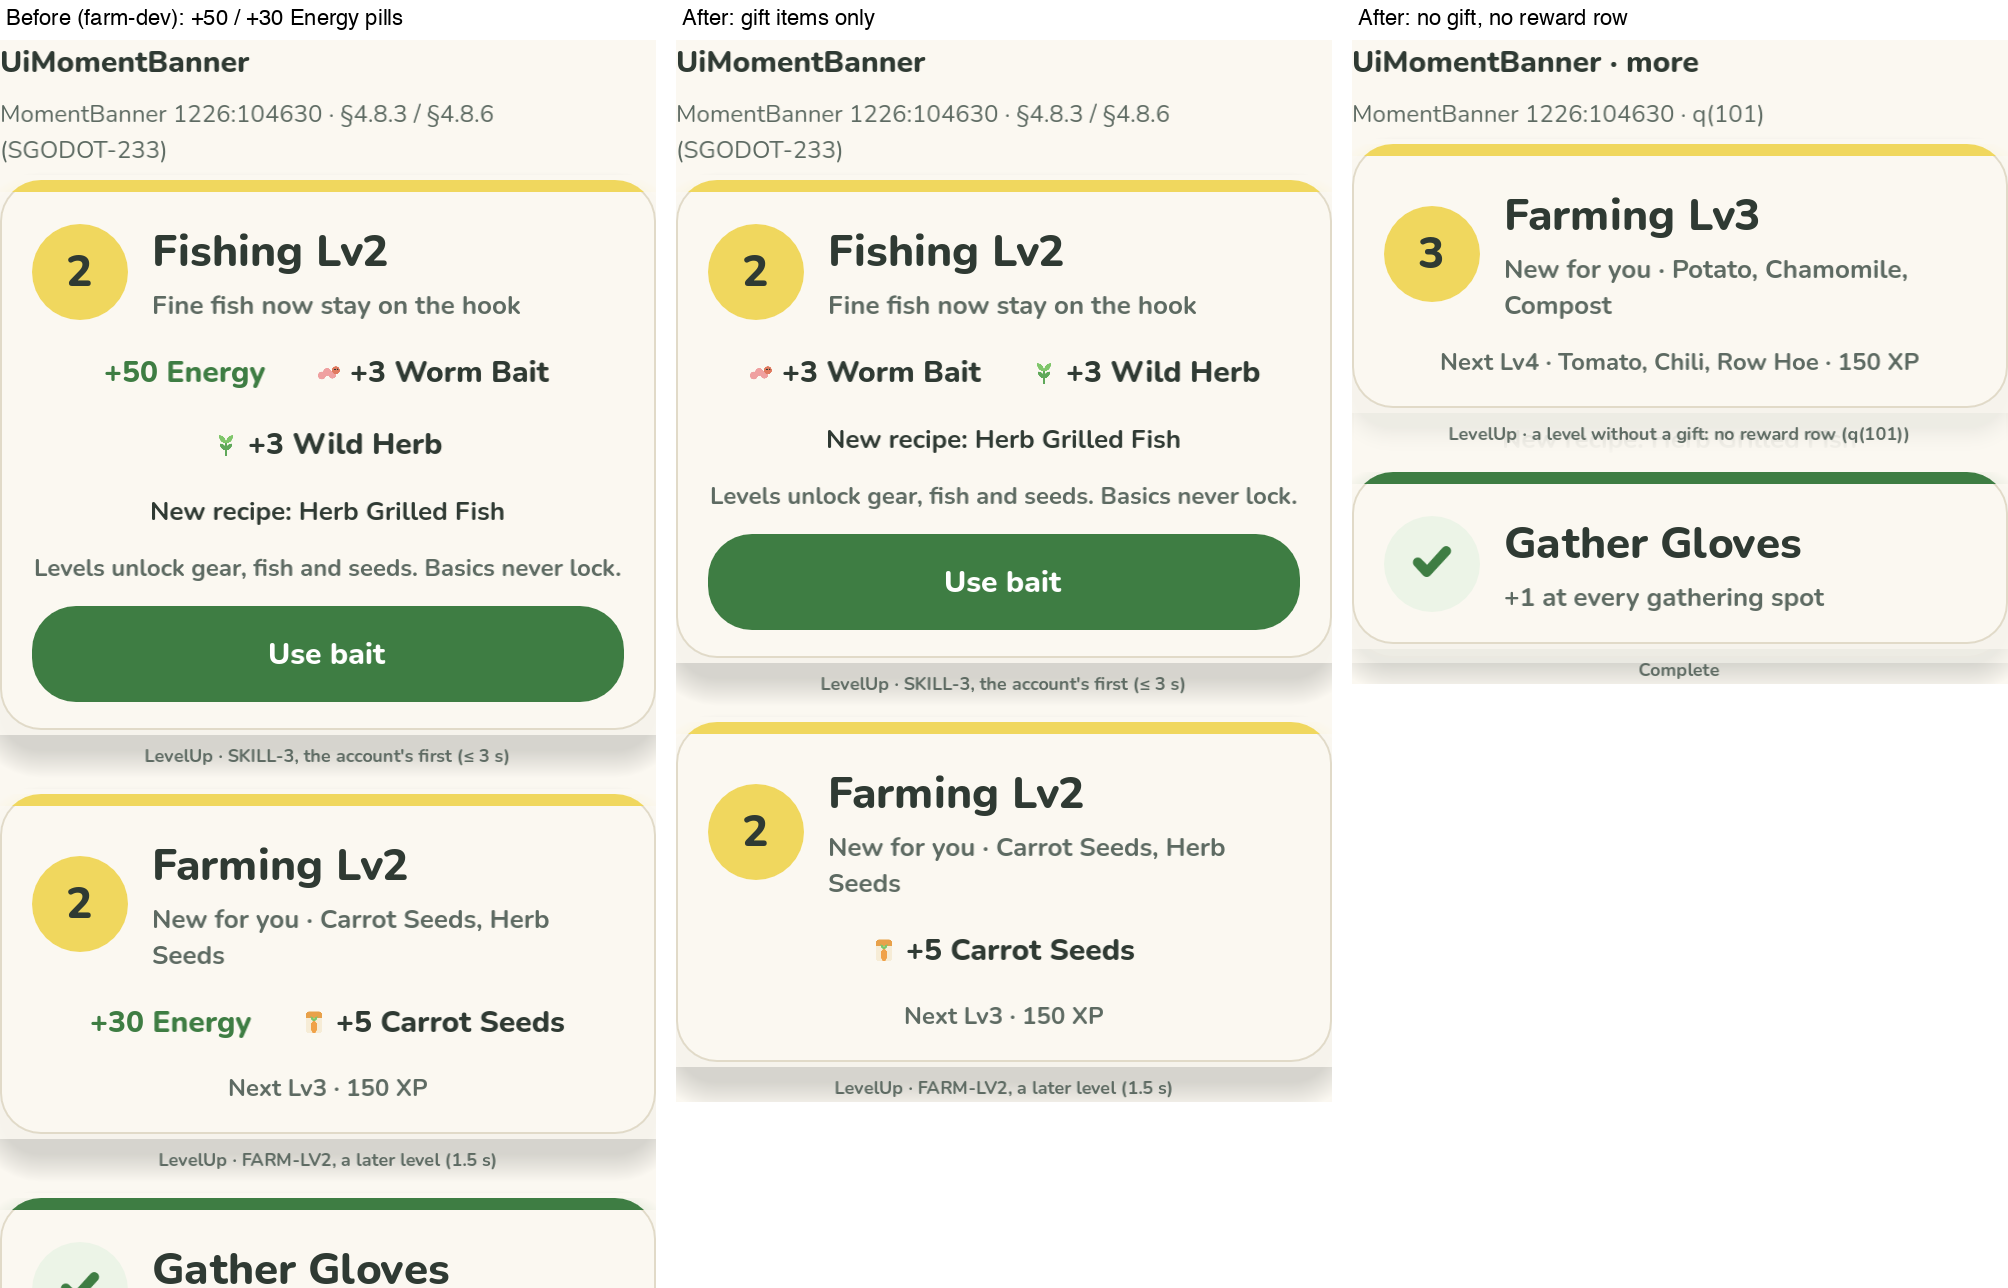 Before (farm-dev): +50 / +30 Energy pills
UiMomentBanner
MomentBanner 1226:104630 · §4.8.3 / §4.8.6
(SGODOT-233)
2
Fishing Lv2
Fine fish now stay on the hook
+50 Energy
+3 Worm Bait
+3 Wild Herb
New recipe: Herb Grilled Fish
Levels unlock gear, fish and seeds. Basics never lock.
Use bait
LevelUp · SKILL-3, the account's first (≤ 3 s)
2
Farming Lv2
New for you · Carrot Seeds, Herb
Seeds
+30 Energy
+5 Carrot Seeds
Next Lv3 · 150 XP
LevelUp · FARM-LV2, a later level (1.5 s)
Gather Gloves
After: gift items only
UiMomentBanner
MomentBanner 1226:104630 · §4.8.3 / §4.8.6
(SGODOT-233)
2
Fishing Lv2
Fine fish now stay on the hook
+3 Worm Bait
+3 Wild Herb
New recipe: Herb Grilled Fish
Levels unlock gear, fish and seeds. Basics never lock.
Use bait
LevelUp · SKILL-3, the account's first (≤ 3 s)
2
Farming Lv2
New for you · Carrot Seeds, Herb
Seeds
+5 Carrot Seeds
Next Lv3 · 150 XP
LevelUp · FARM-LV2, a later level (1.5 s)
After: no gift, no reward row
UiMomentBanner · more
MomentBanner 1226:104630 · q(101)
3
Farming Lv3
New for you · Potato, Chamomile,
Compost
Next Lv4 · Tomato, Chili, Row Hoe · 150 XP
LevelUp · a level without a gift: no reward row (q(101))
New recipe: Herb Grilled Fish
Gather Gloves
+1 at every gathering spot
Complete